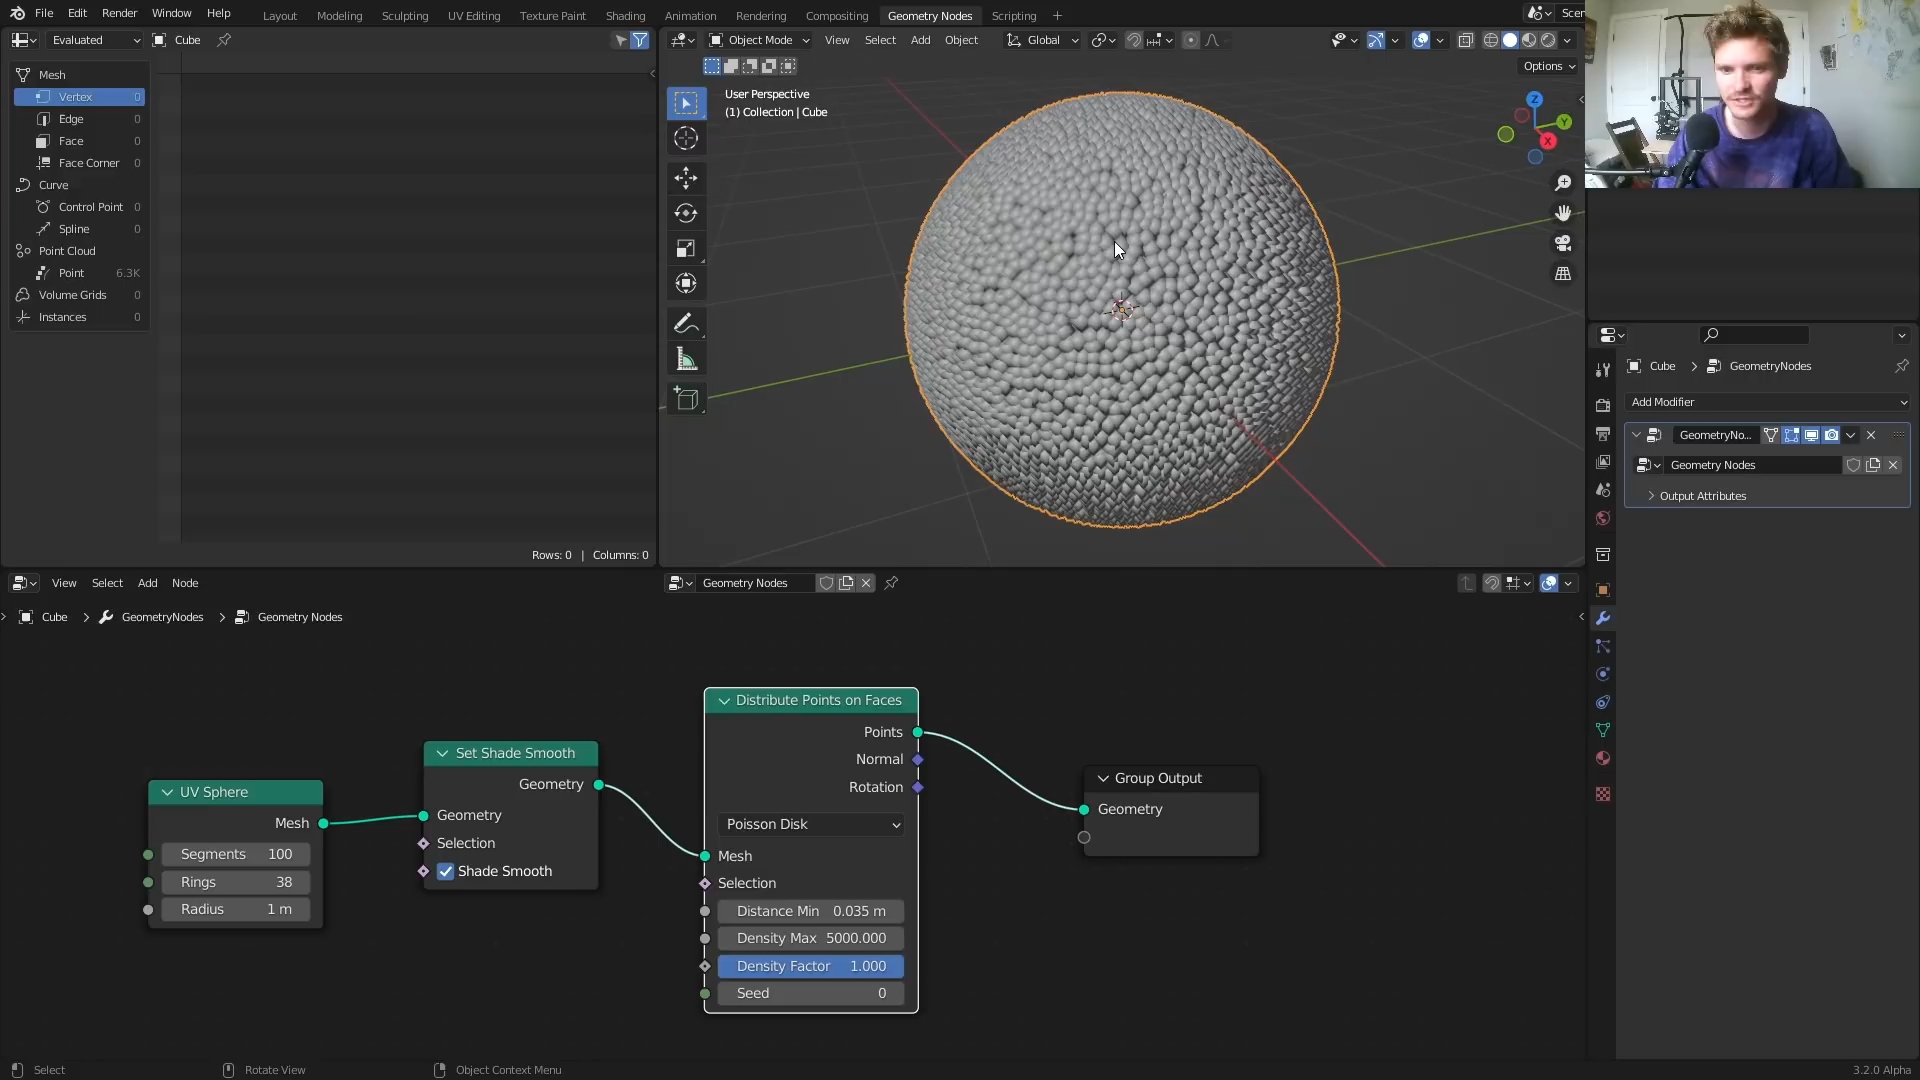 File Edit Render Window Help
Layout Modeling Sculpting UV Editing Texture Paint Shading Animation Rendering Compositing Geometry Nodes Scripting
Scen
Evaluated Cube
Object Mode View Select Add Object Global
Options
Mesh
Vertex 0
Edge 0
Face 0
Face Corner 0
Curve
Control Point 0
Spline 0
Point Cloud
Point 6.3K
Volume Grids 0
Instances 0
Rows: 0 | Columns: 0
User Perspective
(1) Collection | Cube
Z
Y
X
Cube GeometryNodes
Add Modifier
GeometryNo...
Geometry Nodes
Output Attributes
View Select Add Node
Geometry Nodes
Cube GeometryNodes Geometry Nodes
UV Sphere
Mesh
Segments 100
Rings 38
Radius 1 m
Set Shade Smooth
Geometry
Geometry
Selection
Shade Smooth
Distribute Points on Faces
Points
Normal
Rotation
Poisson Disk
Mesh
Selection
Distance Min 0.035 m
Density Max 5000.000
Density Factor 1.000
Seed 0
Group Output
Geometry
Select Rotate View Object Context Menu
3.2.0 Alpha